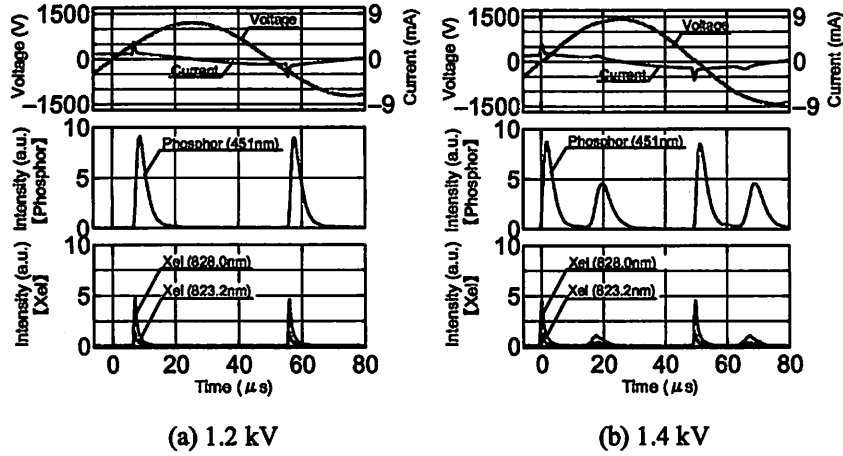 1500
0
−1500
Voltage (V)
Voltage
Current
9
0
−9
Current (mA)
10
5
0
Intensity (a.u.)
【Phosphor】
Phosphor (451nm)
10
5
0
Intensity (a.u.)
【XeI】
XeI (828.0nm)
XeI (823.2nm)
0 20 40 60 80
Time (μs)
(a) 1.2 kV
1500
0
−1500
Voltage (V)
Voltage
Current
9
0
−9
Current (mA)
10
5
0
Intensity (a.u.)
【Phosphor】
Phosphor (451nm)
10
5
0
Intensity (a.u.)
【XeI】
XeI (828.0nm)
XeI (823.2nm)
0 20 40 60 80
Time (μs)
(b) 1.4 kV